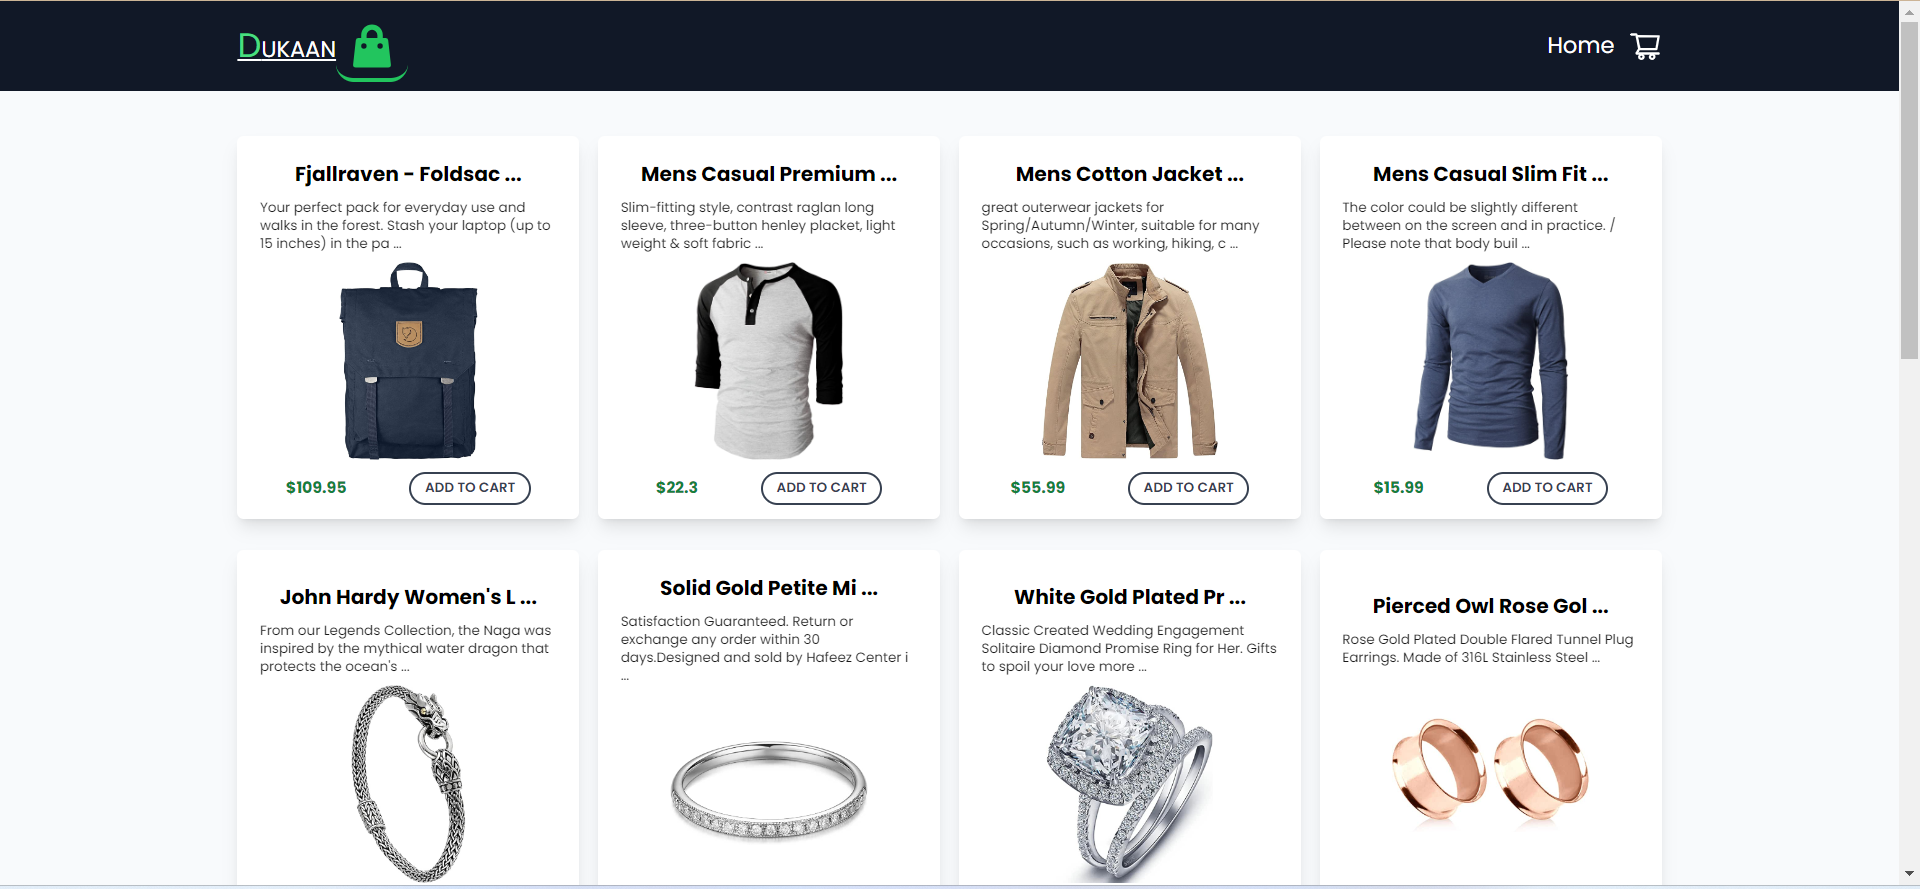 DUKAAN
Home
Fjallraven - Foldsac ...
Your perfect pack for everyday use and
walks in the forest. Stash your laptop (up to
15 inches) in the pa ...
$109.95
ADD TO CART
Mens Casual Premium ...
Slim-fitting style, contrast raglan long
sleeve, three-button henley placket, light
weight & soft fabric ...
$22.3
ADD TO CART
Mens Cotton Jacket ...
great outerwear jackets for
Spring/Autumn/Winter, suitable for many
occasions, such as working, hiking, c ...
$55.99
ADD TO CART
Mens Casual Slim Fit ...
The color could be slightly different
between on the screen and in practice. /
Please note that body buil ...
$15.99
ADD TO CART
John Hardy Women's L ...
From our Legends Collection, the Naga was
inspired by the mythical water dragon that
protects the ocean's ...
Solid Gold Petite Mi ...
Satisfaction Guaranteed. Return or
exchange any order within 30
days.Designed and sold by Hafeez Center i
...
White Gold Plated Pr ...
Classic Created Wedding Engagement
Solitaire Diamond Promise Ring for Her. Gifts
to spoil your love more ...
Pierced Owl Rose Gol ...
Rose Gold Plated Double Flared Tunnel Plug
Earrings. Made of 316L Stainless Steel ...